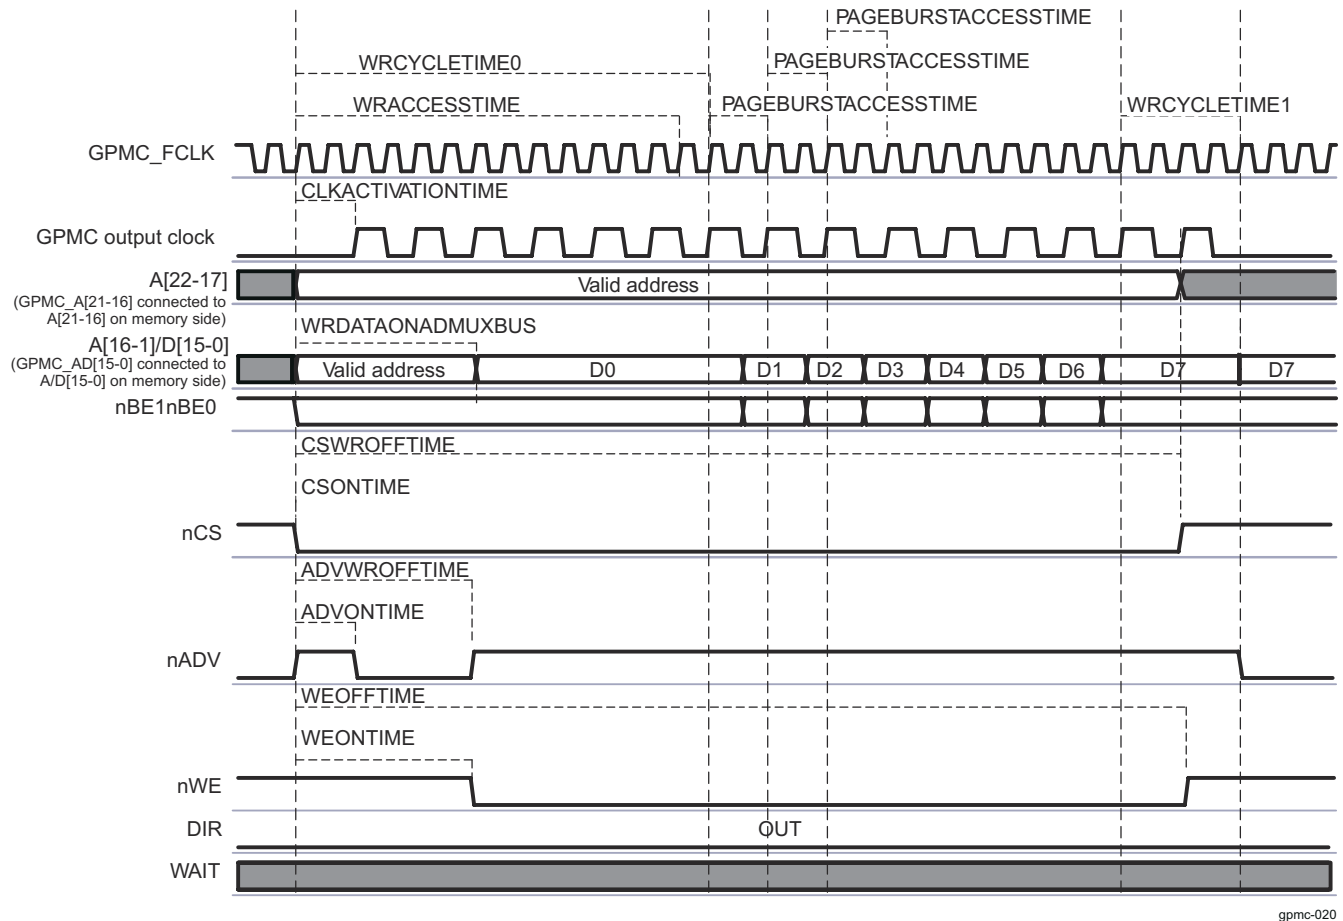 PAGEBURSTACCESSTIME
WRCYCLETIME0
PAGEBURSTACCESSTIME
WRACCESSTIME
PAGEBURSTACCESSTIME
WRCYCLETIME1
GPMC_FCLK
CLKACTIVATIONTIME
GPMC output clock
A[22-17]
Valid address
(GPMC_A[21-16] connected to
A[21-16] on memory side)
WRDATAONADMUXBUS
A[16-1]/D[15-0]
(GPMC_AD[15-0] connected to
A/D[15-0] on memory side)
Valid address D0 D1 D2 D3 D4 D5 D6 D7 D7
nBE1nBE0
CSWROFFTIME
CSONTIME
nCS
ADVWROFFTIME
ADVONTIME
nADV
WEOFFTIME
WEONTIME
nWE
DIR OUT
WAIT
gpmc-020